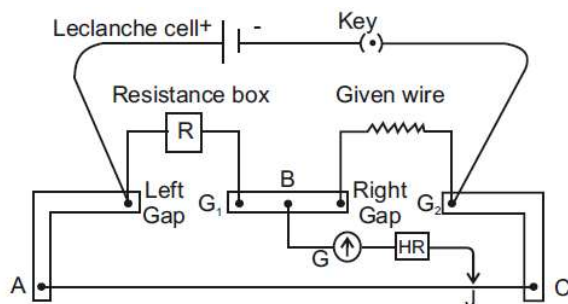 Leclanche cell+ - Key
Resistance box Given wire
R
B
Left Gap G1 Right Gap G2
G HR
A C